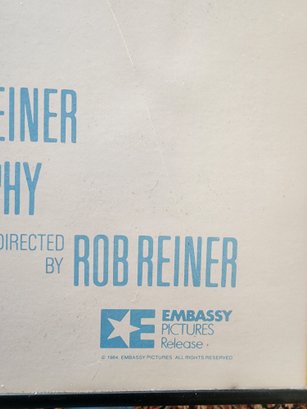 EINER
PHY
DIRECTED
BY ROB REINER
EMBASSY
PICTURES
Release
© 1984 EMBASSY PICTURES ALL RIGHTS RESERVED